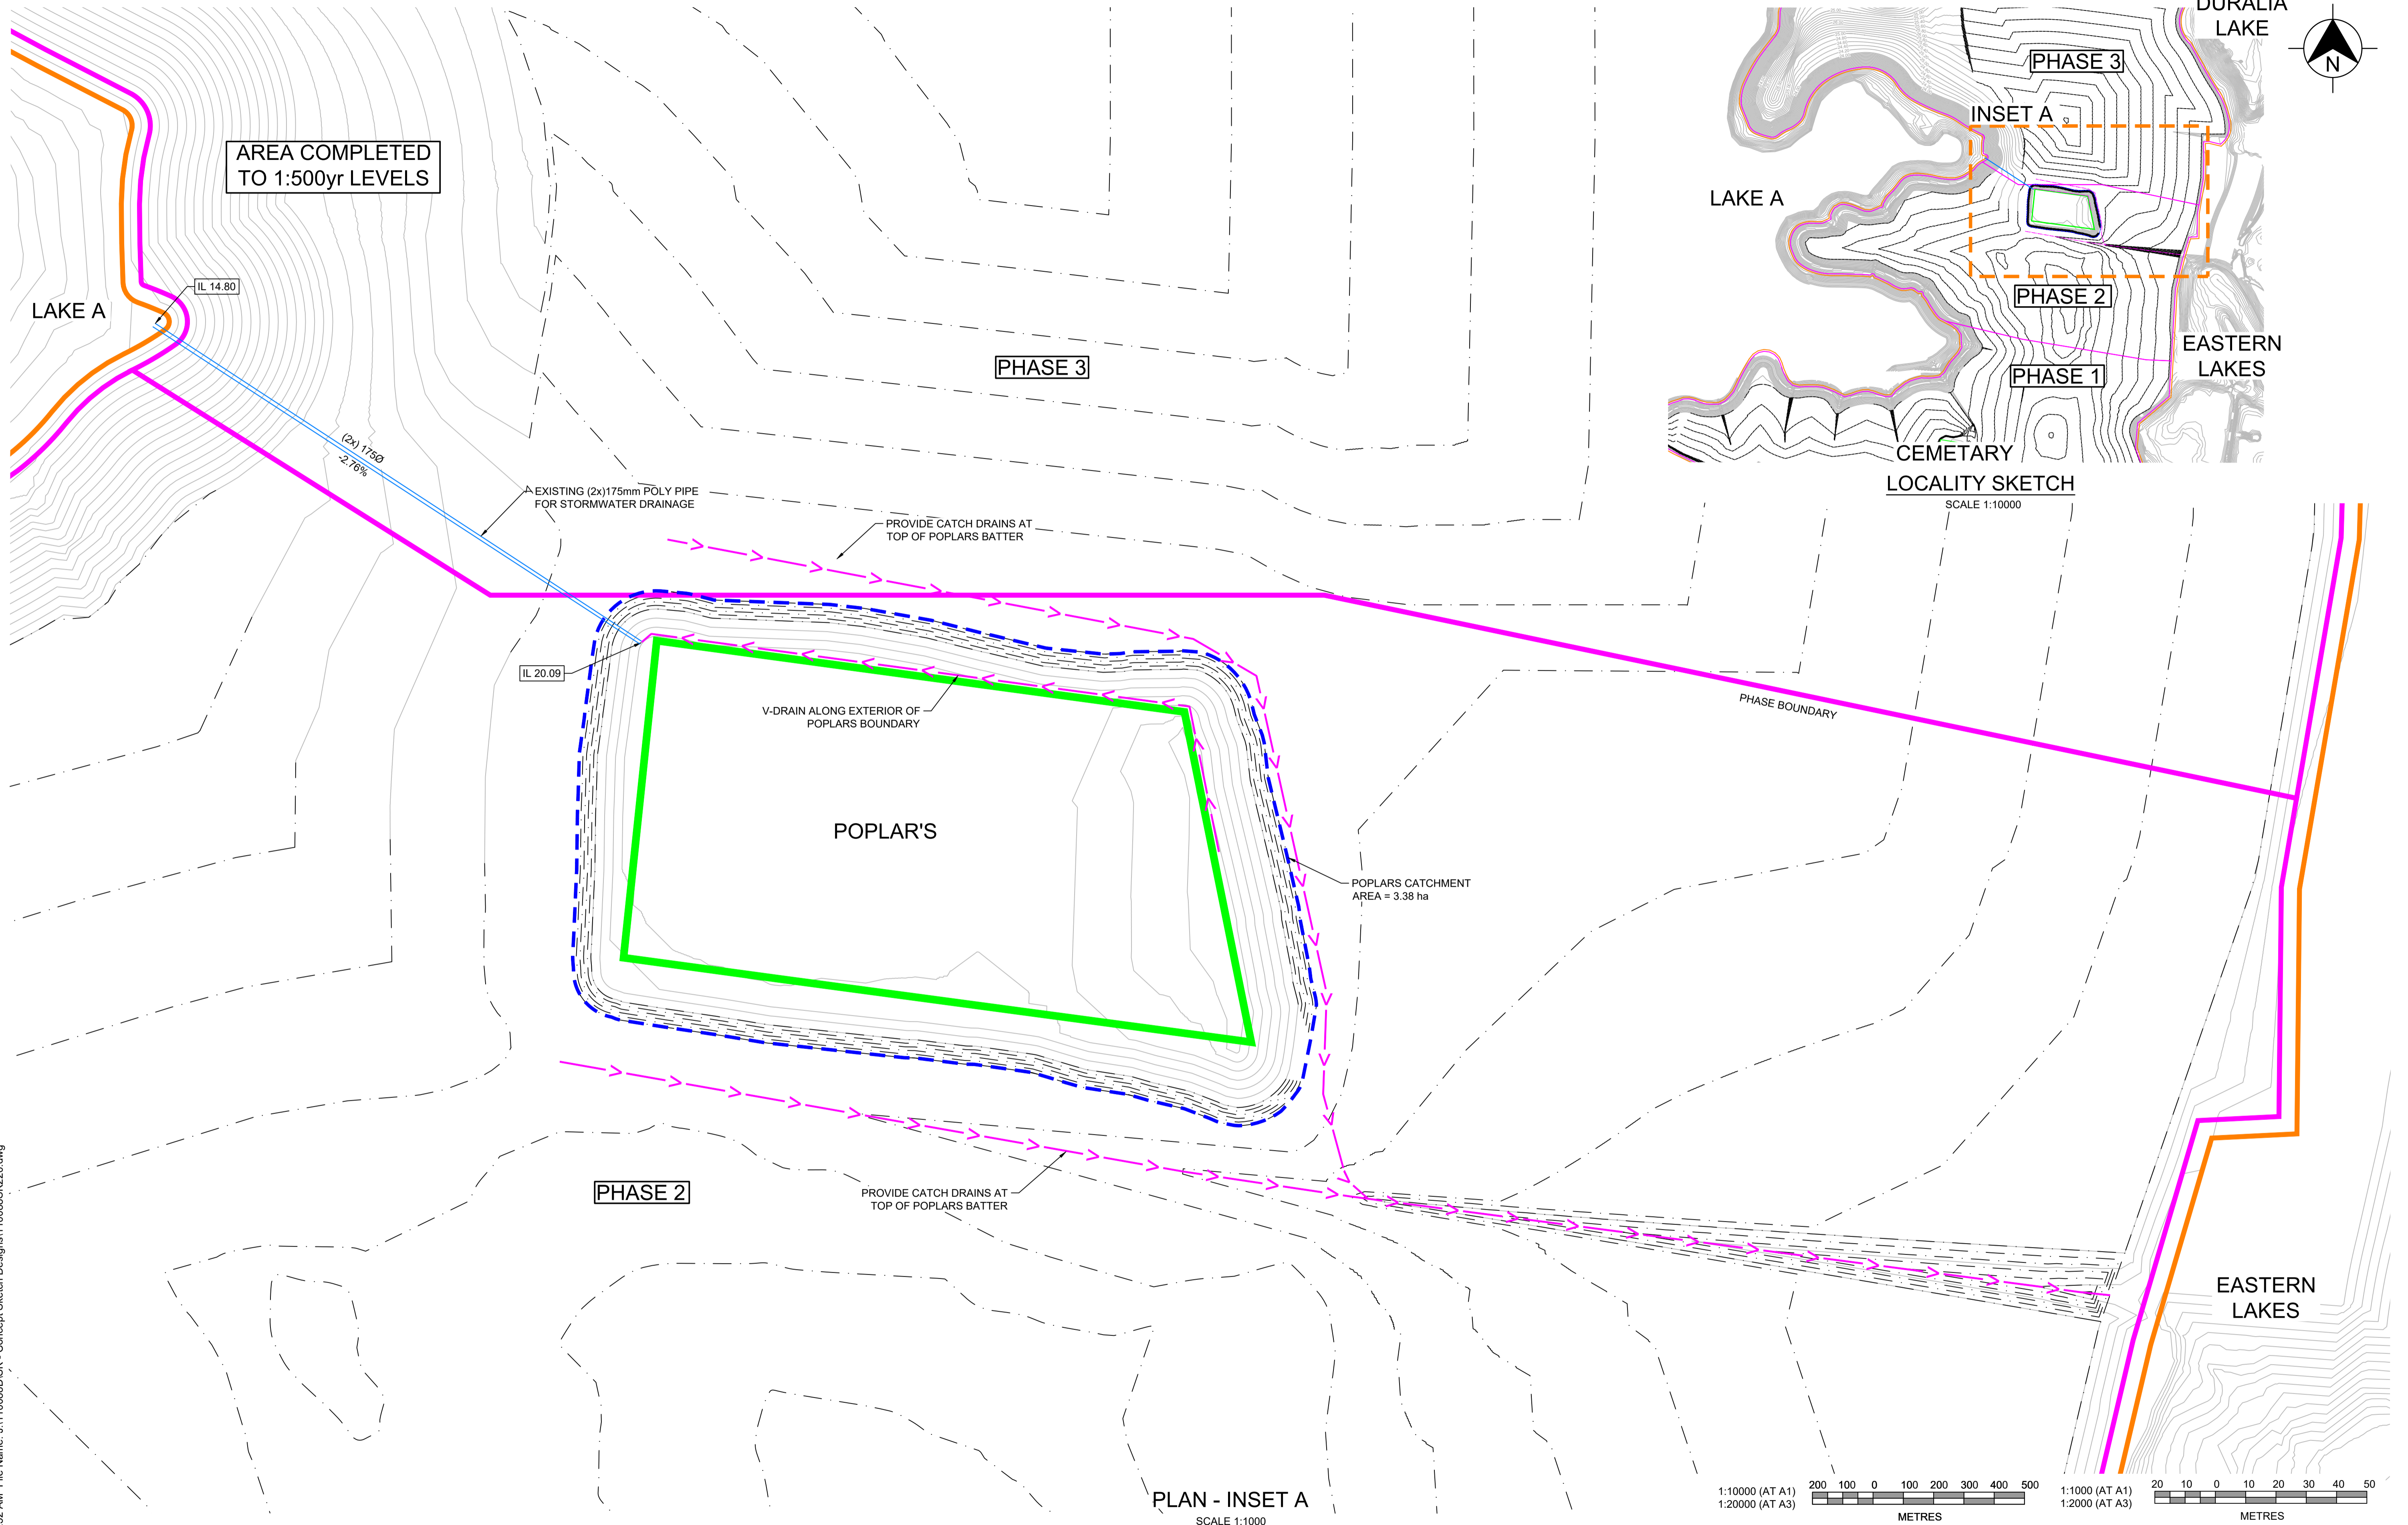 DURALIA
LAKE
N
PHASE 3
INSET A
LAKE A
PHASE 2
EASTERN
LAKES
PHASE 1
CEMETARY
LOCALITY SKETCH
SCALE 1:10000
AREA COMPLETED
TO 1:500yr LEVELS
IL 14.80
LAKE A
(2x) 175Ø
-2.76%
PHASE 3
EXISTING (2x)175mm POLY PIPE
FOR STORMWATER DRAINAGE
PROVIDE CATCH DRAINS AT
TOP OF POPLARS BATTER
IL 20.09
V-DRAIN ALONG EXTERIOR OF
POPLARS BOUNDARY
PHASE BOUNDARY
POPLAR'S
POPLARS CATCHMENT
AREA = 3.38 ha
PHASE 2
PROVIDE CATCH DRAINS AT
TOP OF POPLARS BATTER
EASTERN
LAKES
PLAN - INSET A
SCALE 1:1000
1:10000 (AT A1)
1:20000 (AT A3)
200 100 0 100 200 300 400 500
METRES
1:1000 (AT A1)
1:2000 (AT A3)
20 10 0 10 20 30 40 50
METRES